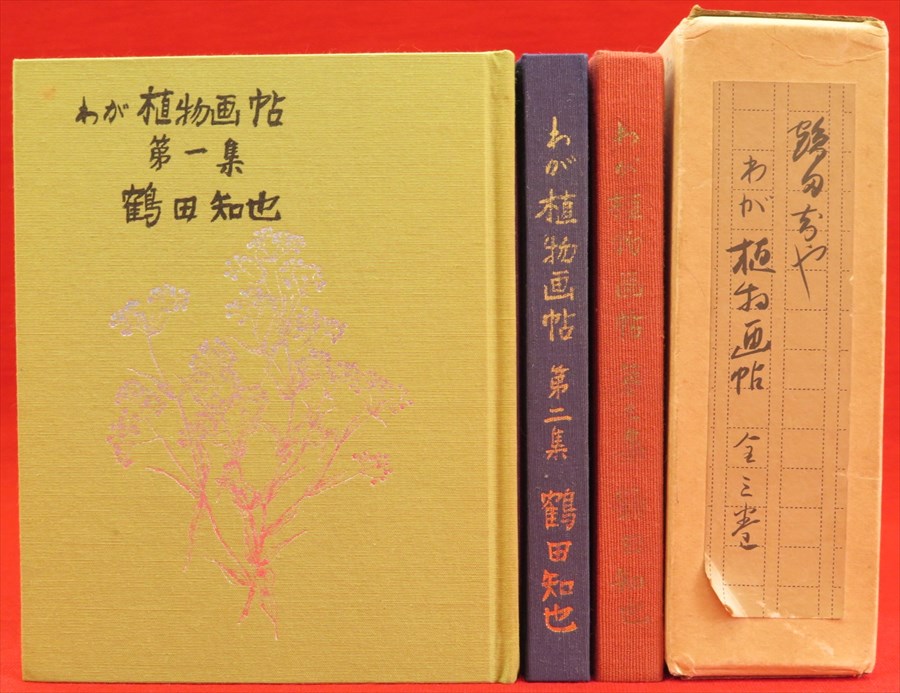 わが植物画帖
第一集
鶴田知也
わが植物画帖 第二集 鶴田知也
わが植物画帖 第三集 鶴田知也
鶴田知也
わが植物画帖 全三巻